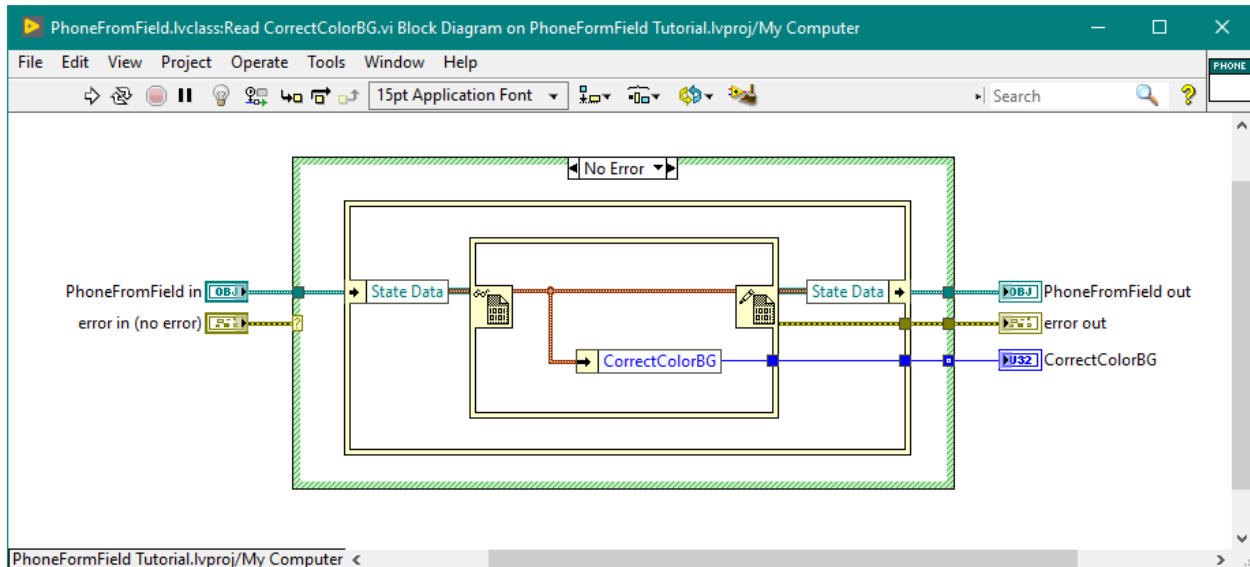 PhoneFromField.lvclass:Read CorrectColorBG.vi Block Diagram on PhoneFormField Tutorial.lvproj/My Computer
File Edit View Project Operate Tools Window Help
PHONE
15pt Application Font
Search
No Error
PhoneFromField in OBJ
State Data
State Data
OBJ PhoneFromField out
error in (no error)
?
error out
CorrectColorBG
U32 CorrectColorBG
PhoneFormField Tutorial.lvproj/My Computer